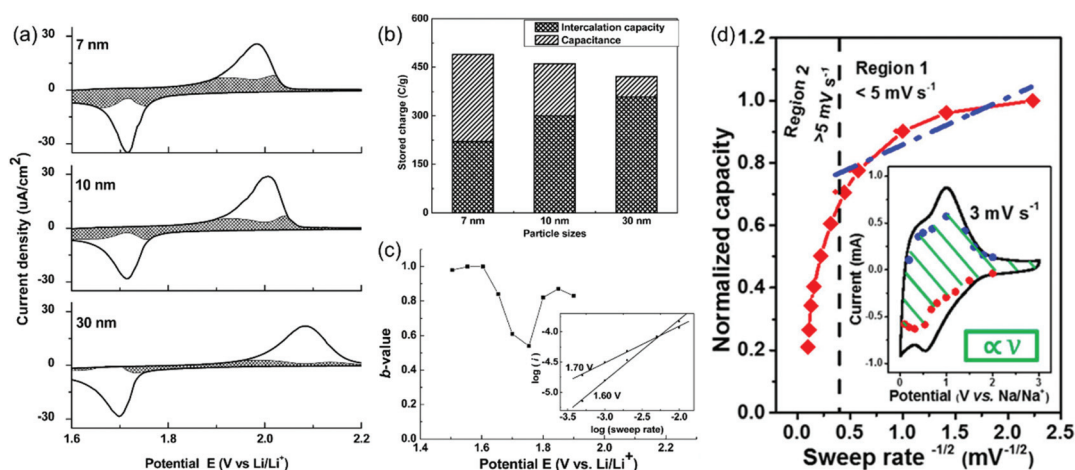 (a)
7 nm
10 nm
30 nm
30
0
-30
30
0
-30
30
0
-30
Current density (uA/cm²)
1.6 1.8 2.0 2.2
Potential E (V vs Li/Li⁺)
(b)
Intercalation capacity
Capacitance
600
450
300
150
0
Stored charge (C/g)
7 nm 10 nm 30 nm
Particle sizes
(c)
1.0
0.8
0.6
0.4
0.2
0.0
b-value
1.4 1.6 1.8 2.0 2.2
Potential E (V vs. Li/Li⁺)
-4.0
-4.5
-5.0
log ( i )
1.70 V
1.60 V
-3.5 -3.0 -2.5 -2.0
log (sweep rate)
(d)
Region 2
>5 mV s⁻¹
Region 1
< 5 mV s⁻¹
1.2
1.0
0.8
0.6
0.4
0.2
0.0
Normalized capacity
0.0 0.5 1.0 1.5 2.0 2.5
Sweep rate ⁻¹/² (mV⁻¹/²)
1.0
0.5
0.0
-0.5
-1.0
Current (mA)
3 mV s⁻¹
∝ ν
0 1 2 3
Potential (V vs. Na/Na⁺)